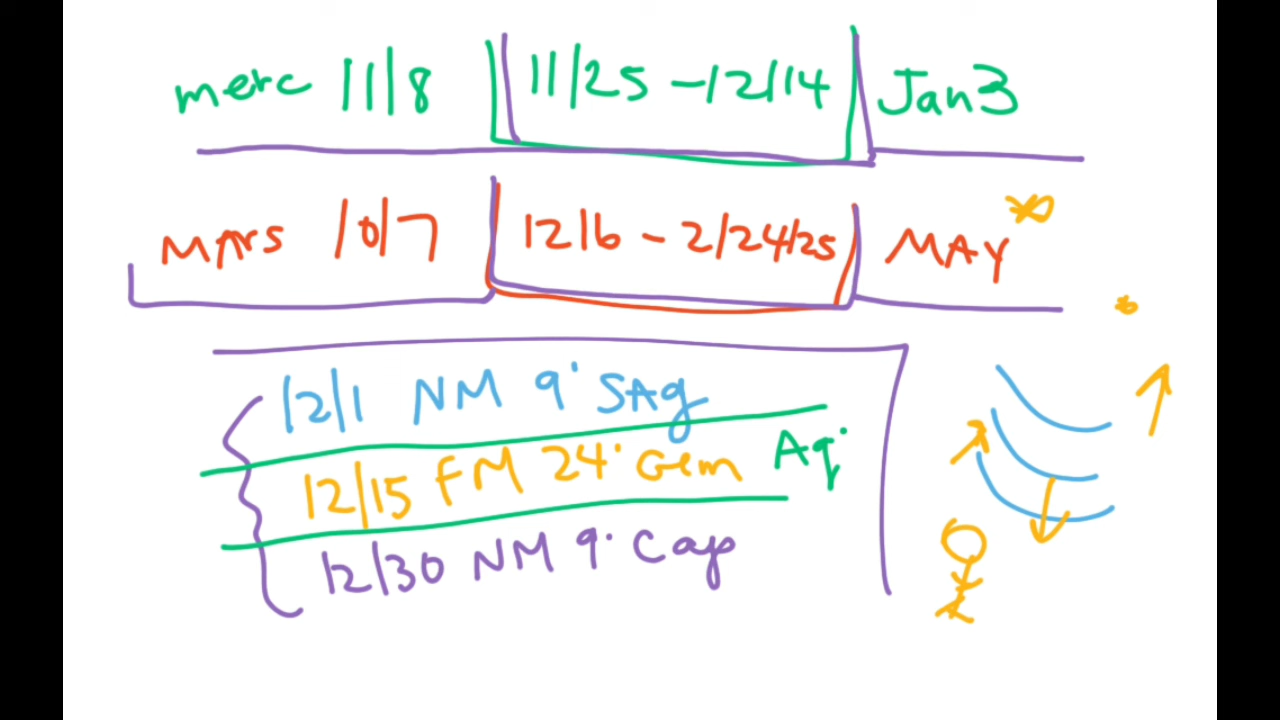 merc 11/8 11/25 - 12/14 Jan 3
MARS 10/7 12/6 - 2/24/25 MAY
12/1 NM 9° SAg
12/15 FM 24° Gem Aq
12/30 NM 9° Cap